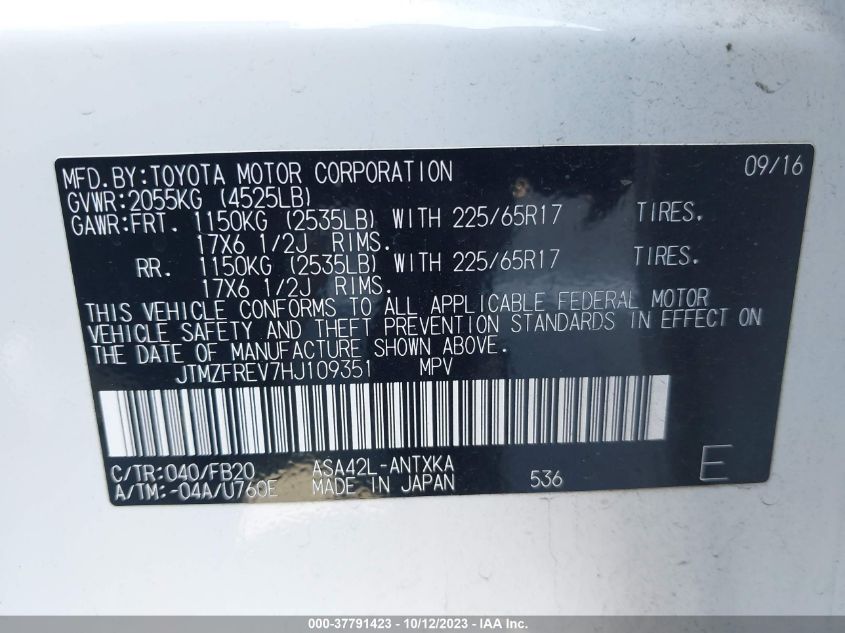 MFD.BY:TOYOTA MOTOR CORPORATION 09/16
GVWR:2055KG (4525LB)
GAWR:FRT. 1150KG (2535LB) WITH 225/65R17 TIRES.
17X6 1/2J RIMS.
RR. 1150KG (2535LB) WITH 225/65R17 TIRES.
17X6 1/2J RIMS.
THIS VEHICLE CONFORMS TO ALL APPLICABLE FEDERAL MOTOR
VEHICLE SAFETY AND THEFT PREVENTION STANDARDS IN EFFECT ON
THE DATE OF MANUFACTURE SHOWN ABOVE.
JTMZFREV7HJ109351 MPV
C/TR:040/FB20 ASA42L-ANTXKA E
A/TM:-04A/U760E MADE IN JAPAN 536
000-37791423 - 10/12/2023 - IAA Inc.